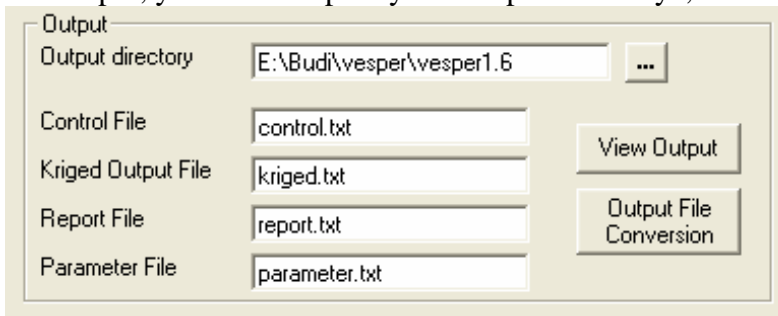 Output
Output directory E:\Budi\vesper\vesper1.6 ...
Control File control.txt
View Output
Kriged Output File kriged.txt
Report File report.txt
Output File
Conversion
Parameter File parameter.txt